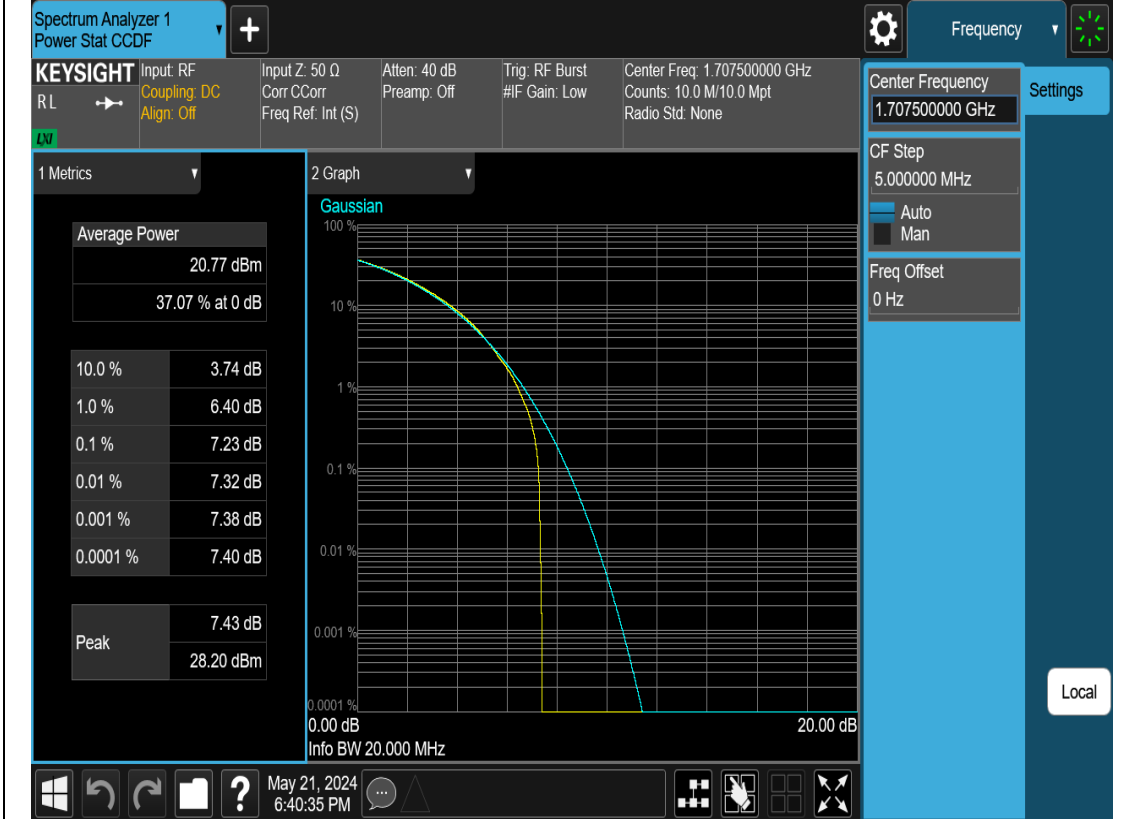 Spectrum Analyzer 1
Power Stat CCDF
+
Frequency
KEYSIGHT
RL
LXI
Input: RF
Coupling: DC
Align: Off
Input Z: 50 Ω
Corr CCorr
Freq Ref: Int (S)
Atten: 40 dB
Preamp: Off
Trig: RF Burst
#IF Gain: Low
Center Freq: 1.707500000 GHz
Counts: 10.0 M/10.0 Mpt
Radio Std: None
Center Frequency
1.707500000 GHz
Settings
CF Step
5.000000 MHz
Auto
Man
Freq Offset
0 Hz
Local
1 Metrics
Average Power
20.77 dBm
37.07 % at 0 dB
10.0 % 3.74 dB
1.0 % 6.40 dB
0.1 % 7.23 dB
0.01 % 7.32 dB
0.001 % 7.38 dB
0.0001 % 7.40 dB
Peak 7.43 dB
28.20 dBm
2 Graph
Gaussian
100 %
10 %
1 %
0.1 %
0.01 %
0.001 %
0.0001 %
0.00 dB 20.00 dB
Info BW 20.000 MHz
?
May 21, 2024
6:40:35 PM